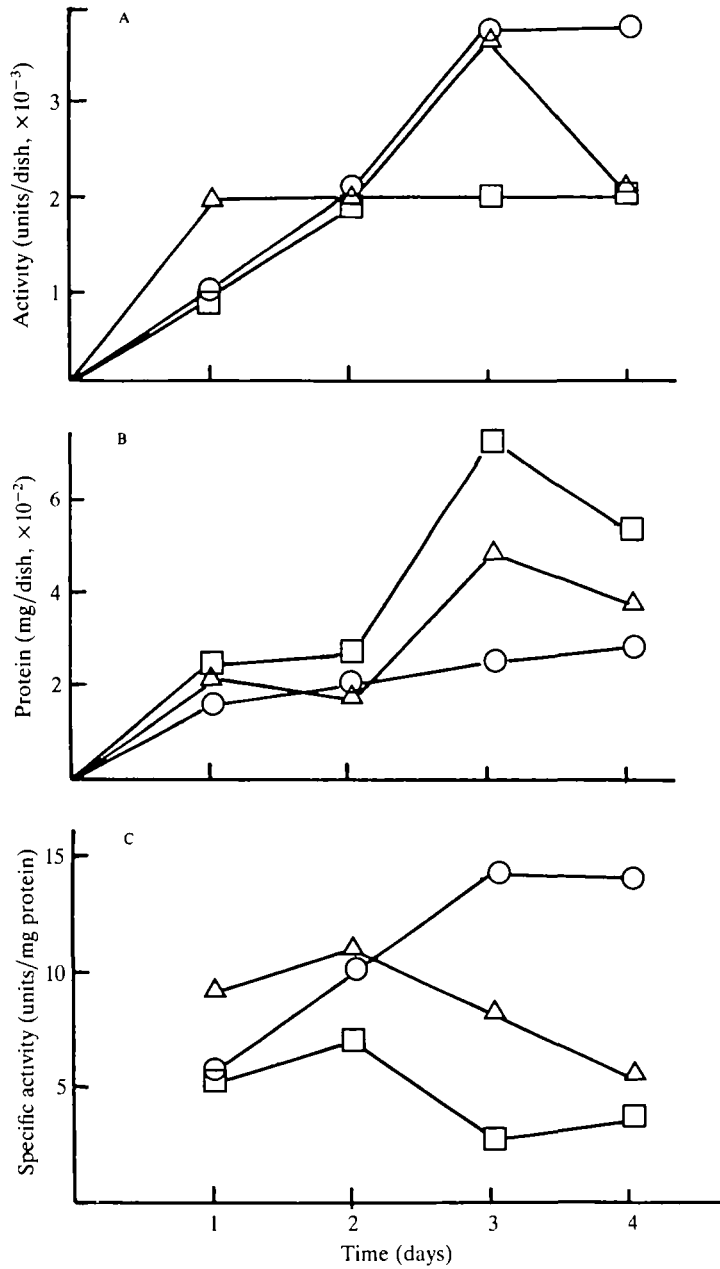 A
Activity (units/dish, ×10⁻³)
3
2
1
B
Protein (mg/dish, ×10⁻²)
6
4
2
C
Specific activity (units/mg protein)
15
10
5
1 2 3 4
Time (days)